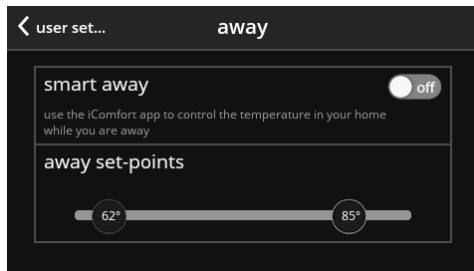 user set...
away
smart away
off
use the iComfort app to control the temperature in your home
while you are away
away set-points
62°
85°